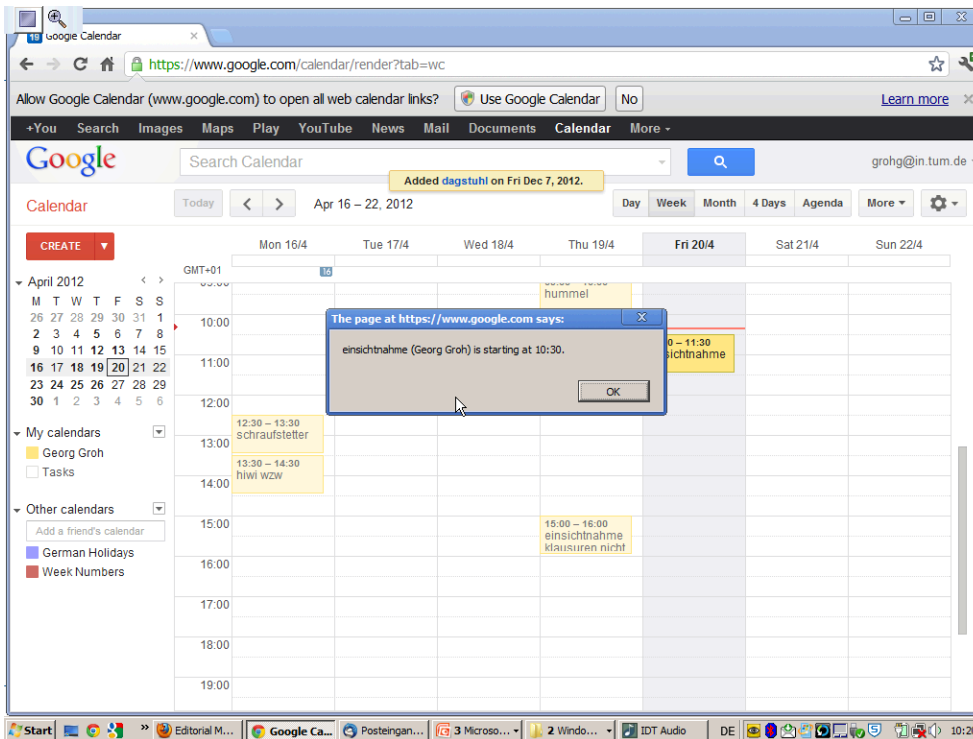 Google Calendar
https://www.google.com/calendar/render?tab=wc
Allow Google Calendar (www.google.com) to open all web calendar links? Use Google Calendar No Learn more
+You Search Images Maps Play YouTube News Mail Documents Calendar More
Google Search Calendar grohg@in.tum.de
Added dagstuhl on Fri Dec 7, 2012.
Calendar Today Apr 16 – 22, 2012 Day Week Month 4 Days Agenda More
CREATE
Mon 16/4 Tue 17/4 Wed 18/4 Thu 19/4 Fri 20/4 Sat 21/4 Sun 22/4
GMT+01
16
April 2012
M T W T F S S
26 27 28 29 30 31 1
2 3 4 5 6 7 8
9 10 11 12 13 14 15
16 17 18 19 20 21 22
23 24 25 26 27 28 29
30 1 2 3 4 5 6
My calendars
Georg Groh
Tasks
Other calendars
Add a friend's calendar
German Holidays
Week Numbers
hummel
10:00
11:00
12:00
13:00
14:00
15:00
16:00
17:00
18:00
19:00
12:30 – 13:30
schraufstetter
13:30 – 14:30
hiwi wzw
15:00 – 16:00
einsichtnahme
klausuren nicht
0 – 11:30
sichtnahme
The page at https://www.google.com says:
einsichtnahme (Georg Groh) is starting at 10:30.
OK
Start » Editorial M... Google Ca... Posteingan... 3 Microso... 2 Windo... IDT Audio DE